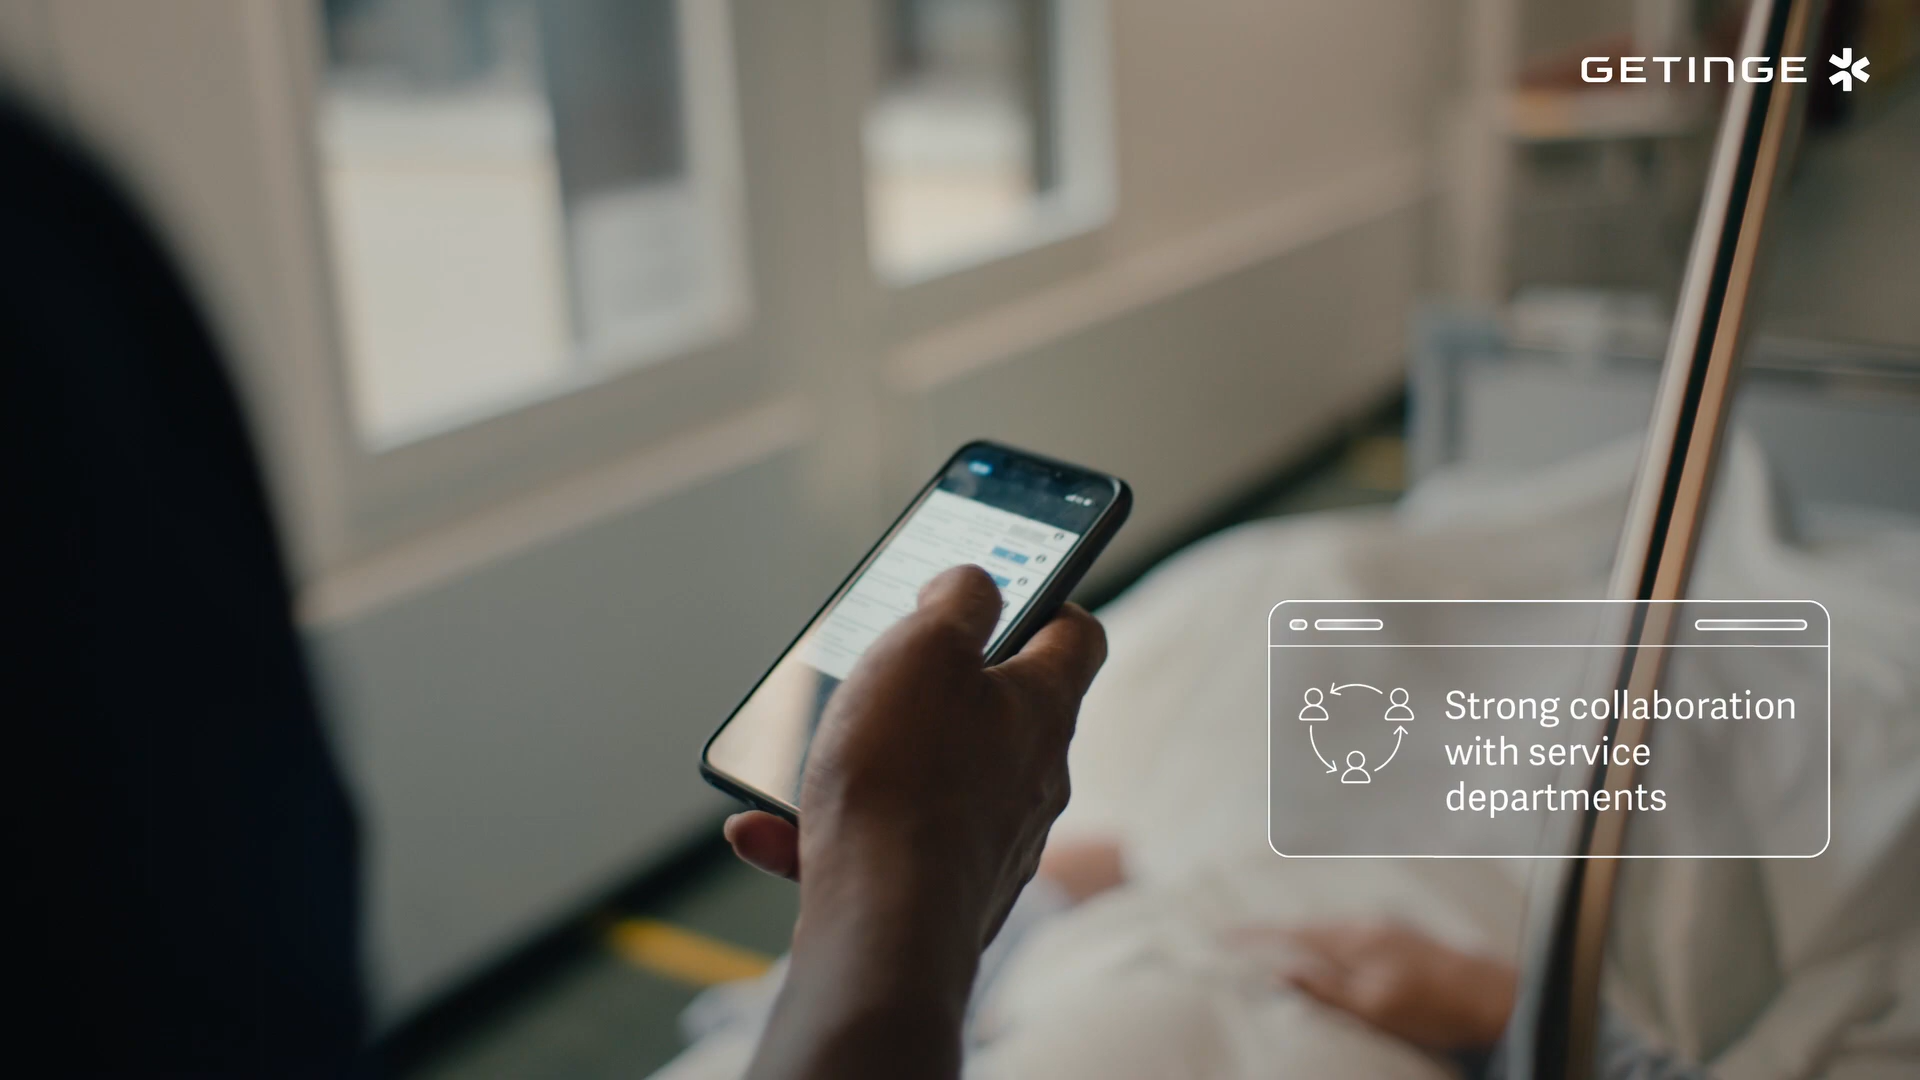 GETINGE
Strong collaboration
with service
departments